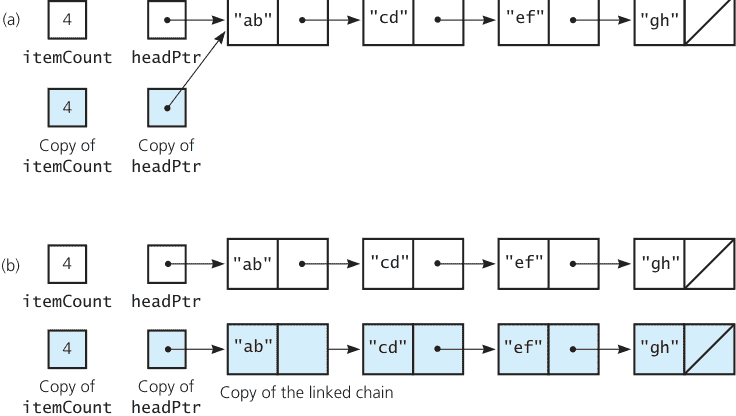 (a) 4 "ab" "cd" "ef" "gh"
itemCount headPtr
4
Copy of Copy of
itemCount headPtr
(b) 4 "ab" "cd" "ef" "gh"
itemCount headPtr
4 "ab" "cd" "ef" "gh"
Copy of Copy of Copy of the linked chain
itemCount headPtr